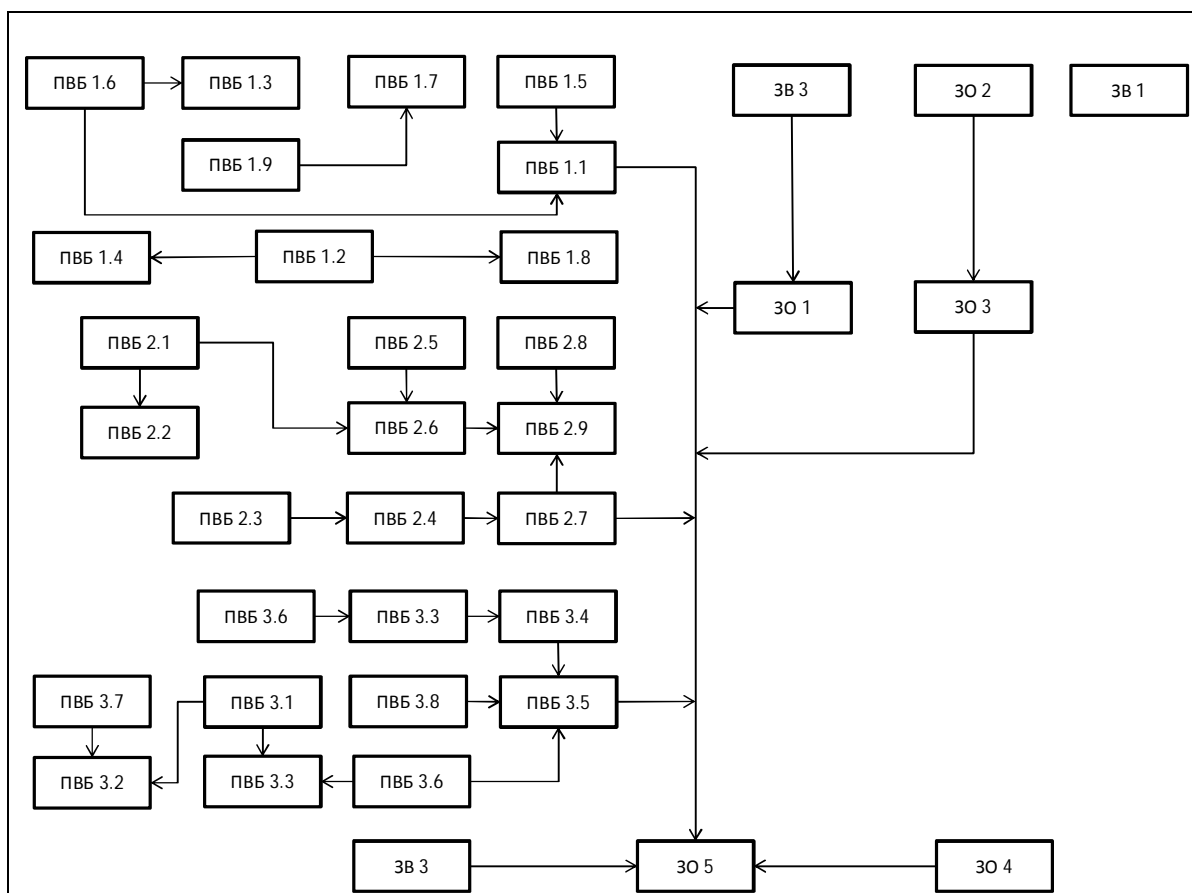 ПВБ 1.6
ПВБ 1.3
ПВБ 1.7
ПВБ 1.5
ЗВ 3
ЗО 2
ЗВ 1
ПВБ 1.9
ПВБ 1.1
ПВБ 1.4
ПВБ 1.2
ПВБ 1.8
ЗО 1
ЗО 3
ПВБ 2.1
ПВБ 2.5
ПВБ 2.8
ПВБ 2.2
ПВБ 2.6
ПВБ 2.9
ПВБ 2.3
ПВБ 2.4
ПВБ 2.7
ПВБ 3.6
ПВБ 3.3
ПВБ 3.4
ПВБ 3.7
ПВБ 3.1
ПВБ 3.8
ПВБ 3.5
ПВБ 3.2
ПВБ 3.3
ПВБ 3.6
ЗВ 3
ЗО 5
ЗО 4